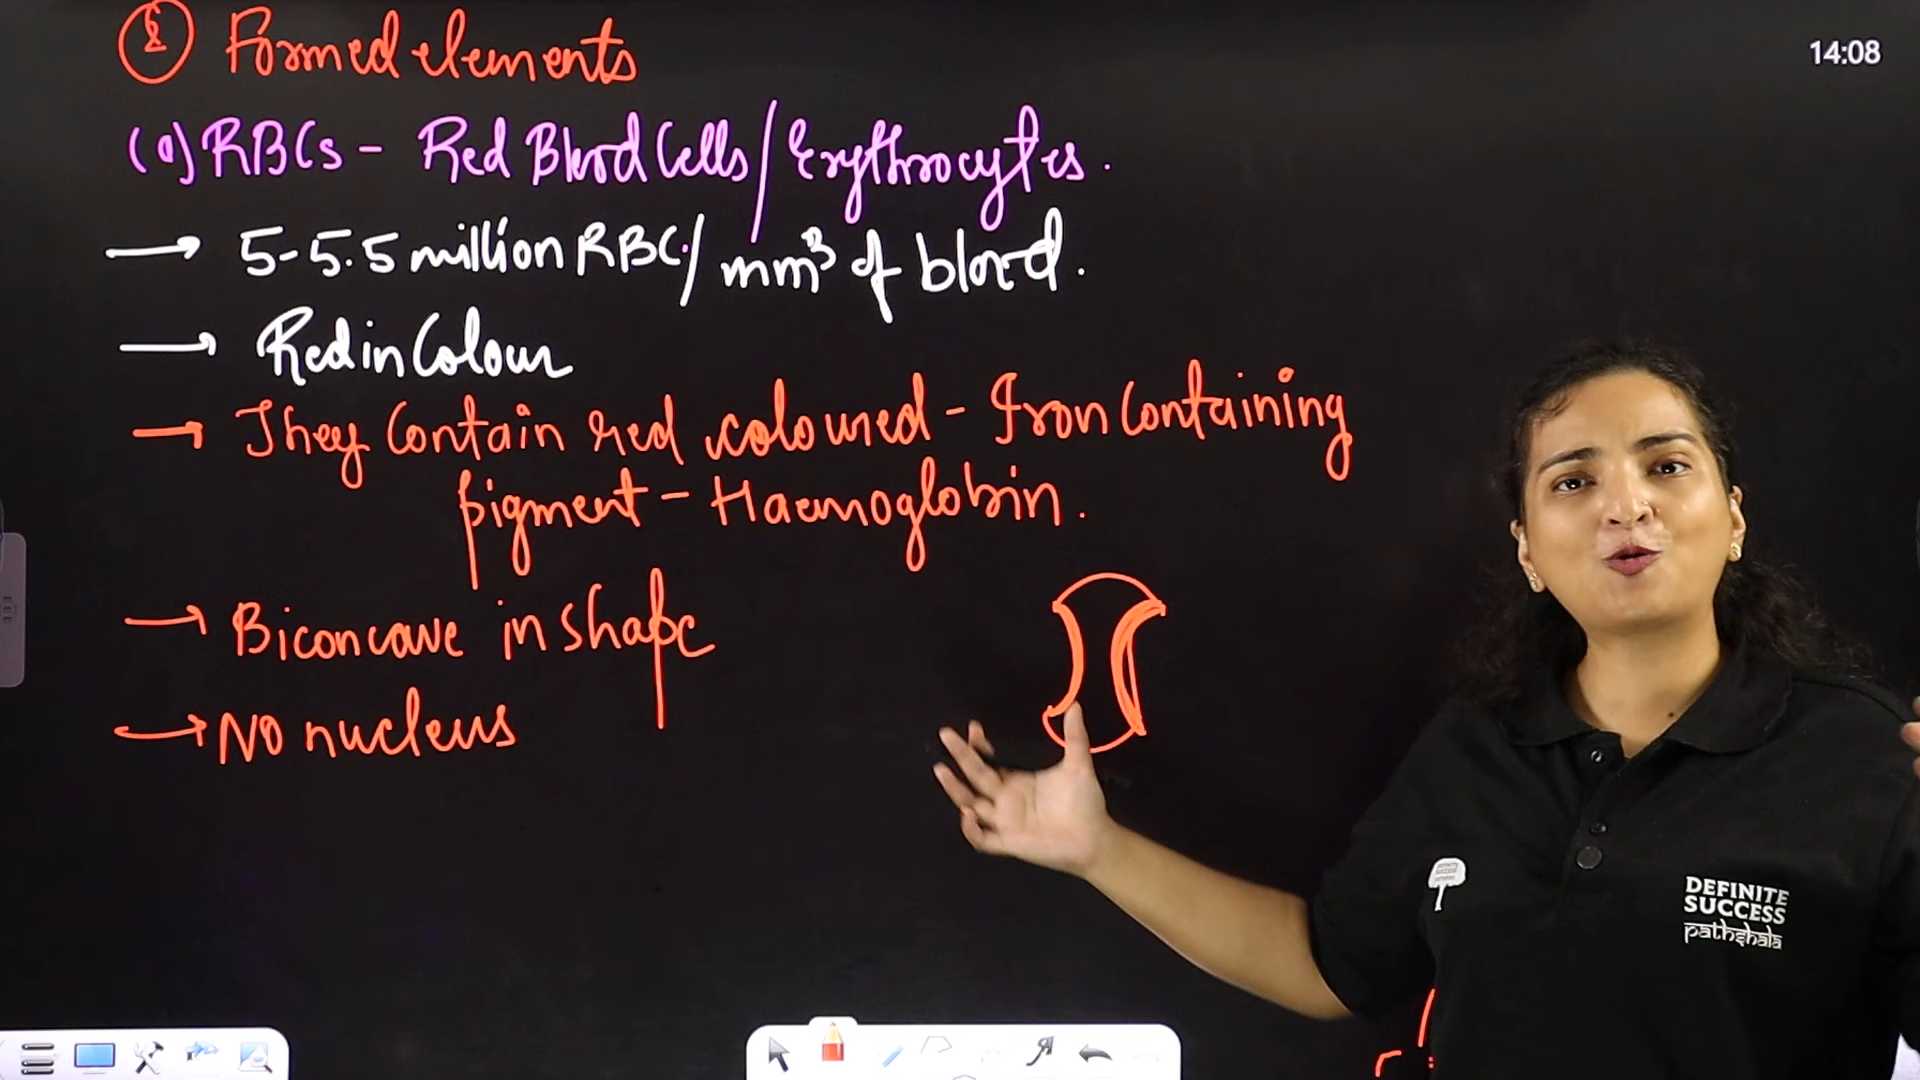 ② Formed elements
14:08
(a) RBCs - Red Blood Cells / Erythrocytes.
→ 5-5.5 million RBC / mm³ of blood.
→ Red in Colour
→ They Contain red coloured - Iron Containing
pigment - Haemoglobin.
→ Biconcave in shape
→ No nucleus
DEFINITE
SUCCESS
pathshala